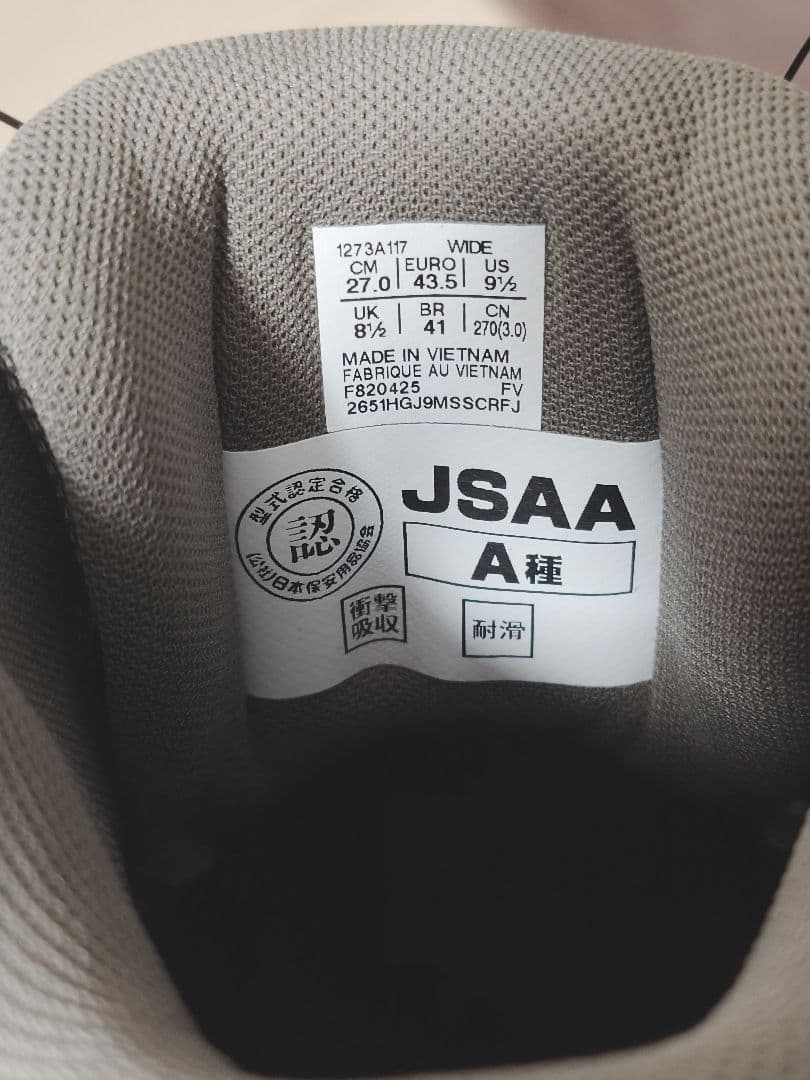 1273A117 WIDE
CM EURO US
27.0 43.5 9½
UK BR CN
8½ 41 270(3.0)
MADE IN VIETNAM
FABRIQUE AU VIETNAM
F820425 FV
2651HGJ9MSSCRFJ
型式認定合格
認
(公社)日本保安用品協会
JSAA
A種
衝撃
吸収
耐滑